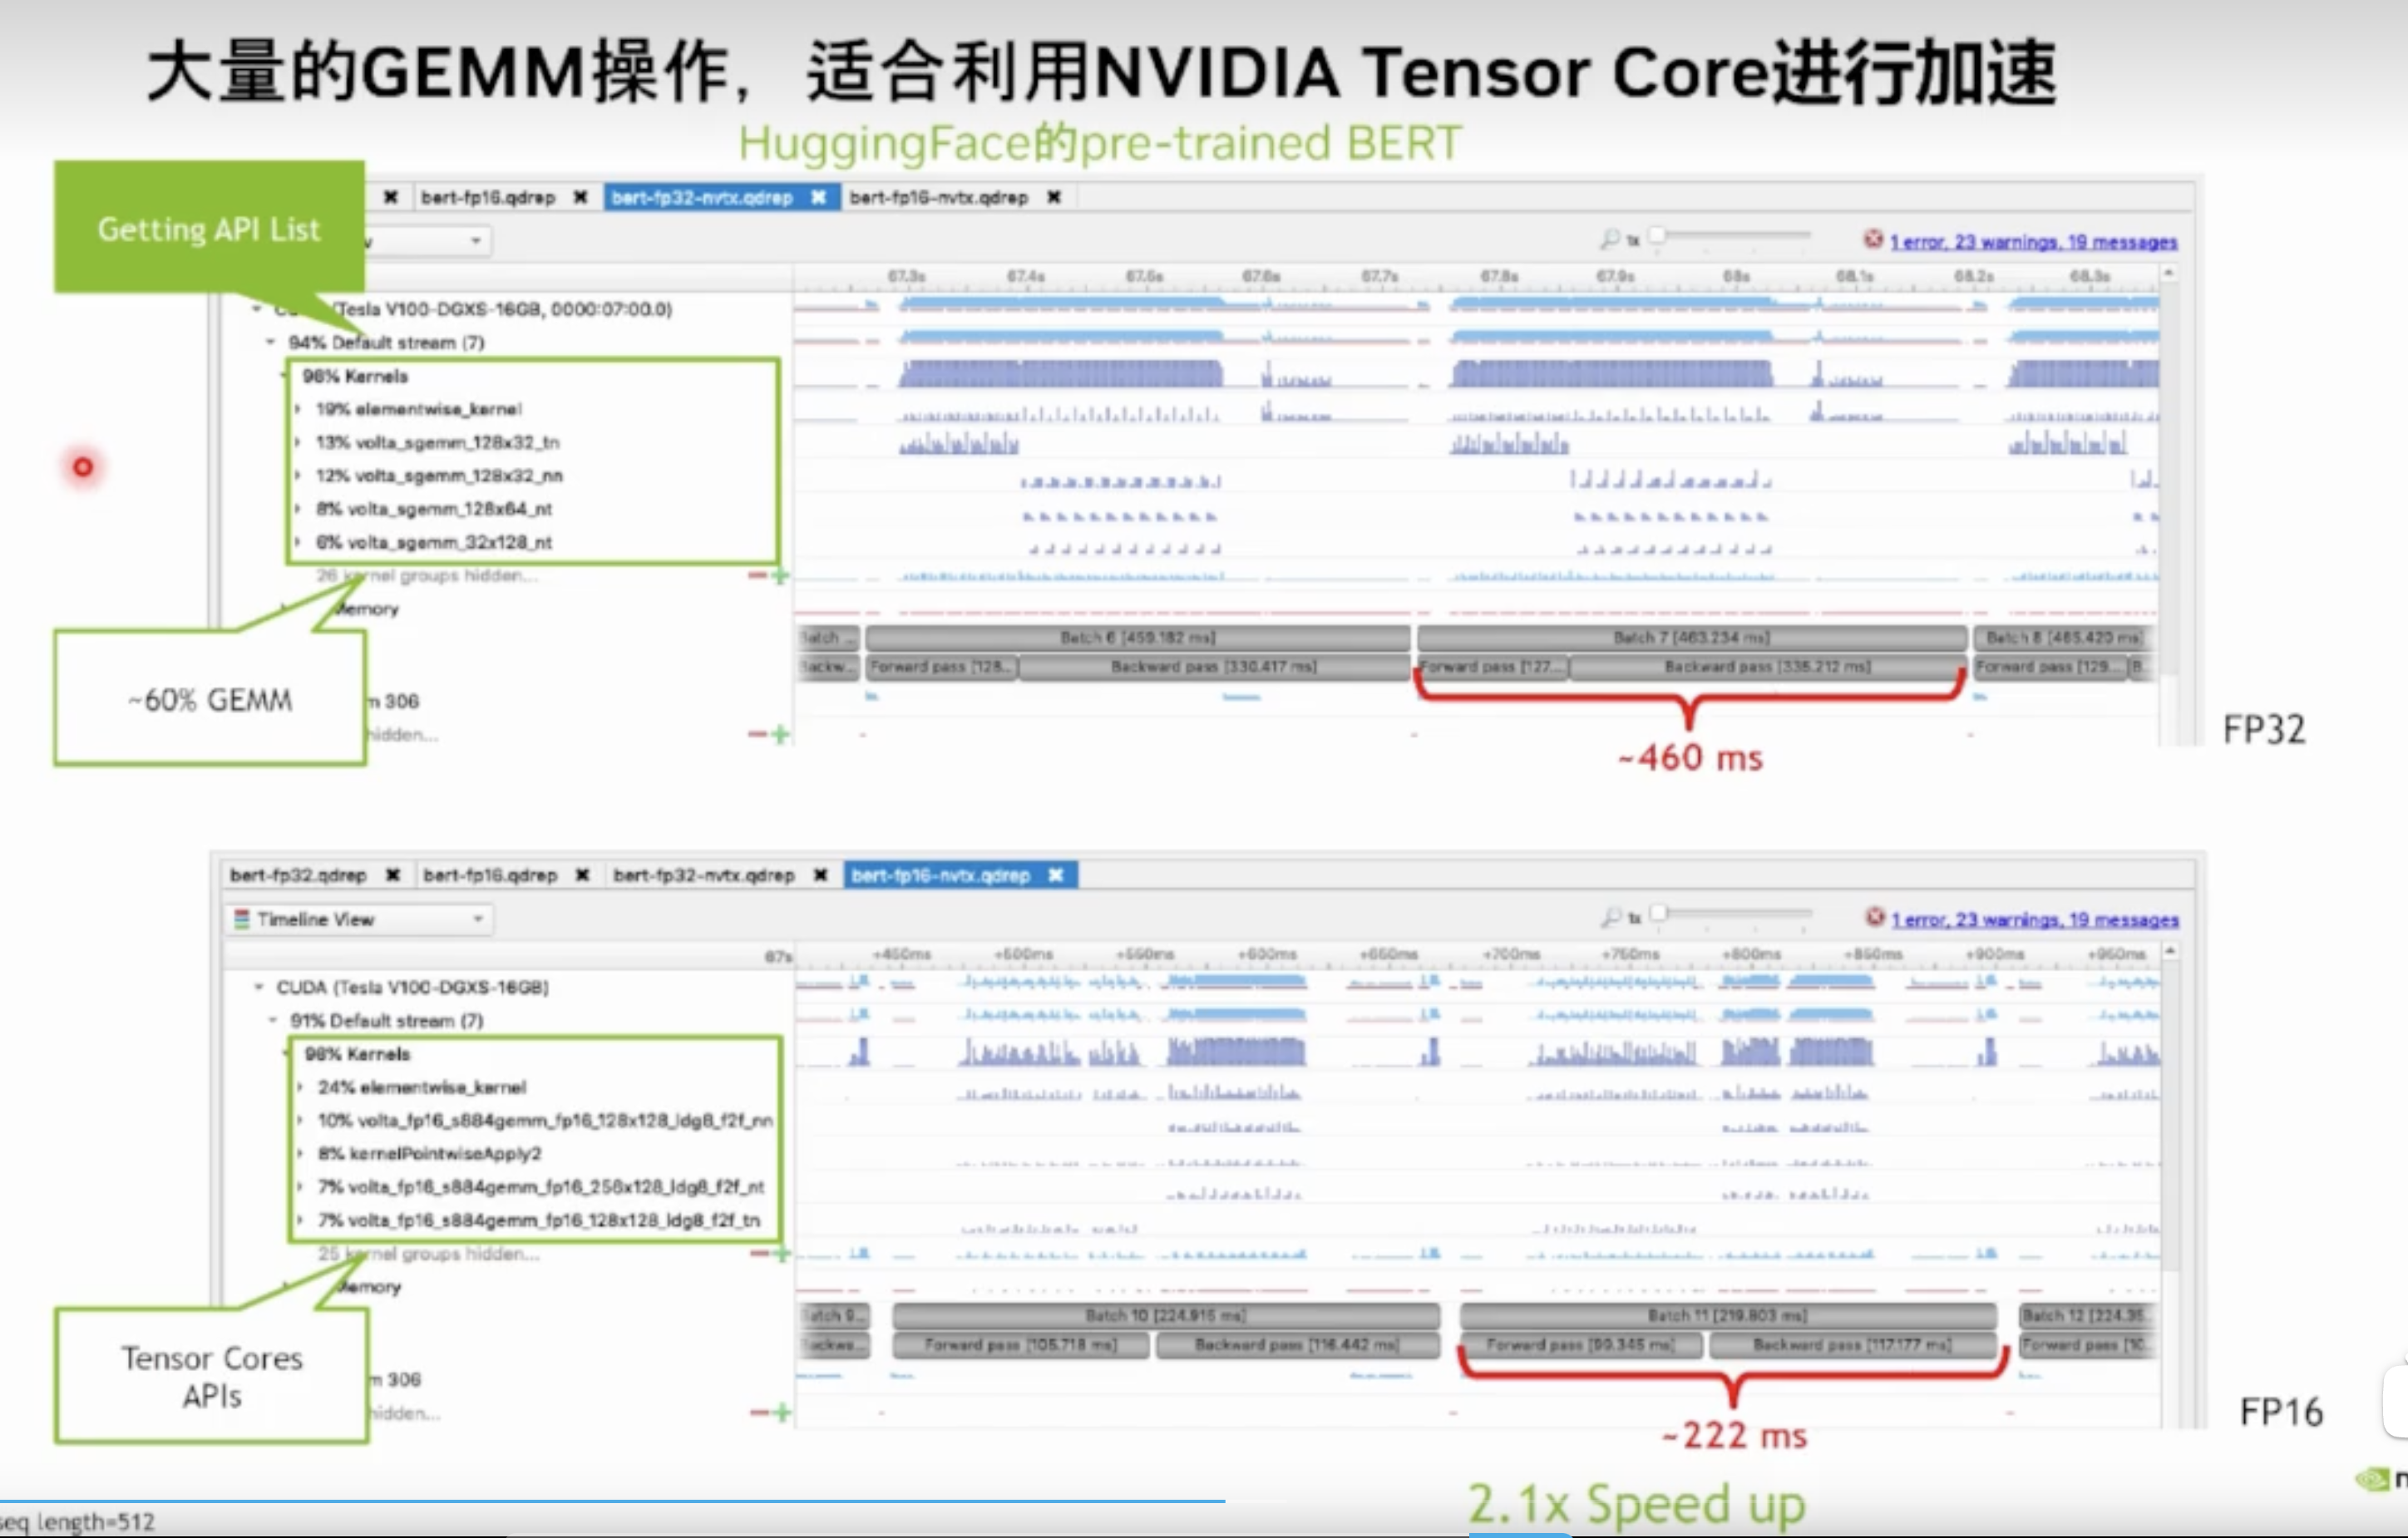 大量的GEMM操作，适合利用NVIDIA Tensor Core进行加速
HuggingFace的pre-trained BERT
Getting API List
bert-fp16.qdrep
bert-fp32-nvtx.qdrep
bert-fp16-nvtx.qdrep
1x
1 error, 23 warnings, 19 messages
67.3s 67.4s 67.5s 67.6s 67.7s 67.8s 67.9s 68s 68.1s 68.2s 68.3s
(Tesla V100-DGXS-16GB, 0000:07:00.0)
94% Default stream (7)
98% Kernels
19% elementwise_kernel
13% volta_sgemm_128x32_tn
12% volta_sgemm_128x32_nn
8% volta_sgemm_128x64_nt
6% volta_sgemm_32x128_nt
26 kernel groups hidden...
Memory
Batch ... Batch 6 [459.182 ms] Batch 7 [463.234 ms] Batch 8 [465.420 ms]
Backw... Forward pass [128... Backward pass [330.417 ms] Forward pass [127... Backward pass [335.212 ms] Forward pass [129... B...
~60% GEMM
m 306
hidden...
~460 ms
FP32
bert-fp32.qdrep
bert-fp16.qdrep
bert-fp32-nvtx.qdrep
bert-fp16-nvtx.qdrep
Timeline View
1x
1 error, 23 warnings, 19 messages
67s +450ms +500ms +550ms +600ms +650ms +700ms +750ms +800ms +850ms +900ms +950ms
CUDA (Tesla V100-DGXS-16GB)
91% Default stream (7)
98% Kernels
24% elementwise_kernel
10% volta_fp16_s884gemm_fp16_128x128_ldg8_f2f_nn
8% kernelPointwiseApply2
7% volta_fp16_s884gemm_fp16_256x128_ldg8_f2f_nt
7% volta_fp16_s884gemm_fp16_128x128_ldg8_f2f_tn
25 kernel groups hidden...
Memory
Batch 9... Batch 10 [224.915 ms] Batch 11 [219.803 ms] Batch 12 [224.35...
Backwa... Forward pass [105.718 ms] Backward pass [116.442 ms] Forward pass [99.345 ms] Backward pass [117.177 ms] Forward pass [10...
Tensor Cores
APIs
m 306
hidden...
~222 ms
FP16
2.1x Speed up
seq length=512